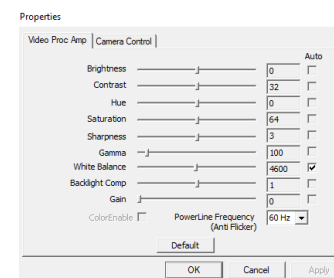 Properties
Video Proc Amp Camera Control
Auto
Brightness 0
Contrast 32
Hue 0
Saturation 64
Sharpness 3
Gamma 100
White Balance 4600
Backlight Comp 1
Gain 0
ColorEnable PowerLine Frequency 60 Hz
(Anti Flicker)
Default
OK Cancel Apply